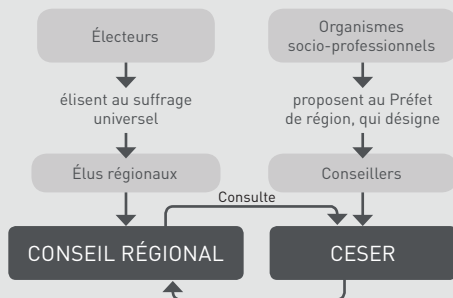 Électeurs
Organismes
socio-professionnels
élisent au suffrage
universel
proposent au Préfet
de région, qui désigne
Élus régionaux
Conseillers
Consulte
CONSEIL RÉGIONAL
CESER